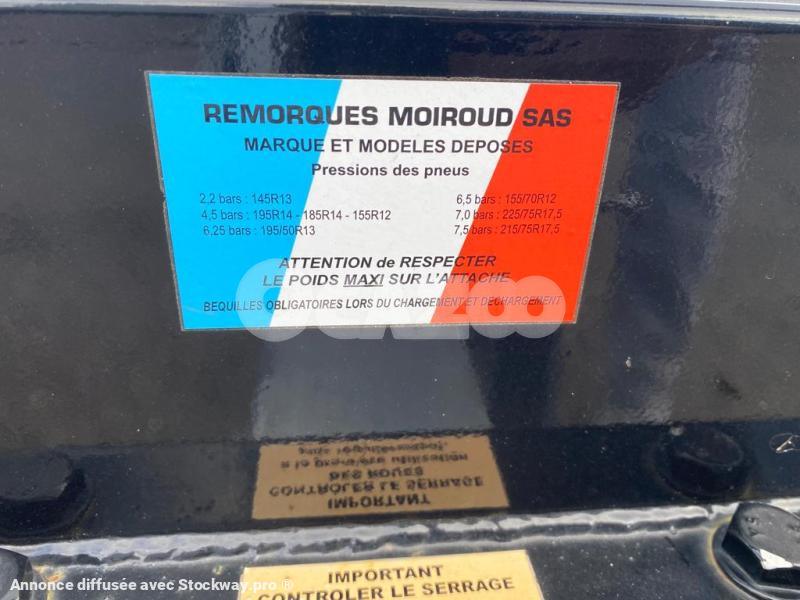 REMORQUES MOIROUD SAS
MARQUE ET MODELES DEPOSES
Pressions des pneus
2,2 bars : 145R13
4,5 bars : 195R14 - 185R14 - 155R12
6,25 bars : 195/50R13
6,5 bars : 155/70R12
7,0 bars : 225/75R17,5
7,5 bars : 215/75R17,5
ATTENTION de RESPECTER
LE POIDS MAXI SUR L'ATTACHE
BEQUILLES OBLIGATOIRES LORS DU CHARGEMENT ET DECHARGEMENT
IMPORTANT
CONTROLER LE SERRAGE
DES ROUES
a la première utilisation
IMPORTANT
CONTROLER LE SERRAGE
Annonce diffusée avec Stockway.pro ®